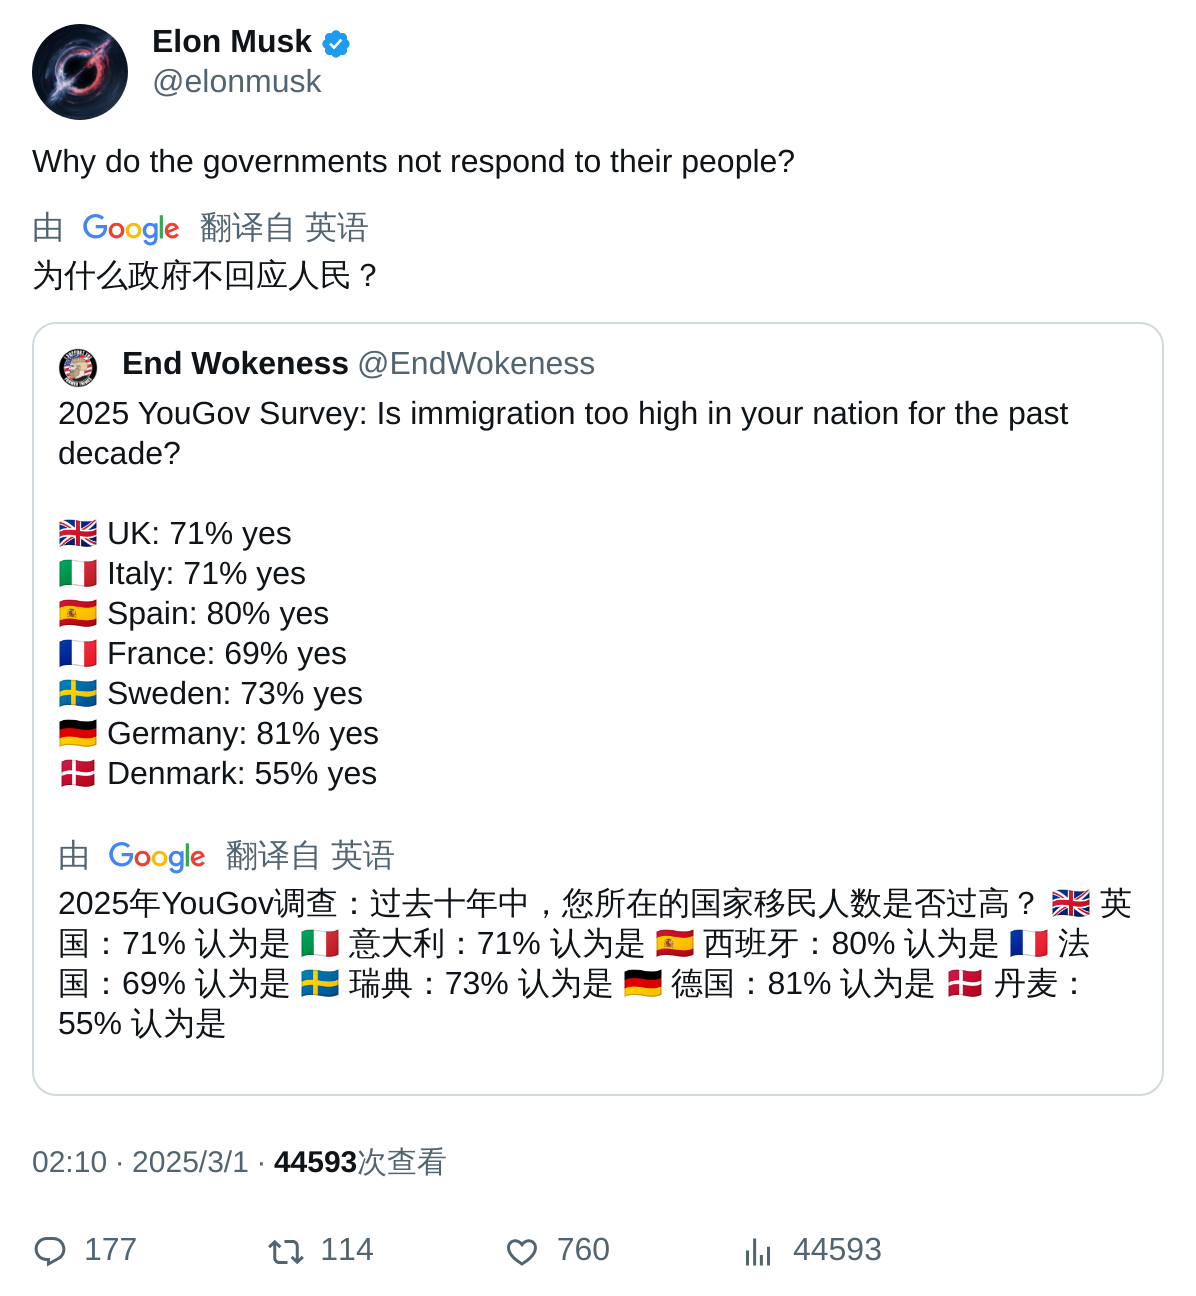 Elon Musk
@elonmusk
Why do the governments not respond to their people?
由 Google 翻译自 英语
为什么政府不回应人民？
End Wokeness @EndWokeness
2025 YouGov Survey: Is immigration too high in your nation for the past
decade?
🇬🇧 UK: 71% yes
🇮🇹 Italy: 71% yes
🇪🇸 Spain: 80% yes
🇫🇷 France: 69% yes
🇸🇪 Sweden: 73% yes
🇩🇪 Germany: 81% yes
🇩🇰 Denmark: 55% yes
由 Google 翻译自 英语
2025年YouGov调查：过去十年中，您所在的国家移民人数是否过高？ 🇬🇧 英
国：71% 认为是 🇮🇹 意大利：71% 认为是 🇪🇸 西班牙：80% 认为是 🇫🇷 法
国：69% 认为是 🇸🇪 瑞典：73% 认为是 🇩🇪 德国：81% 认为是 🇩🇰 丹麦：
55% 认为是
02:10 · 2025/3/1 · 44593次查看
177 114 760 44593